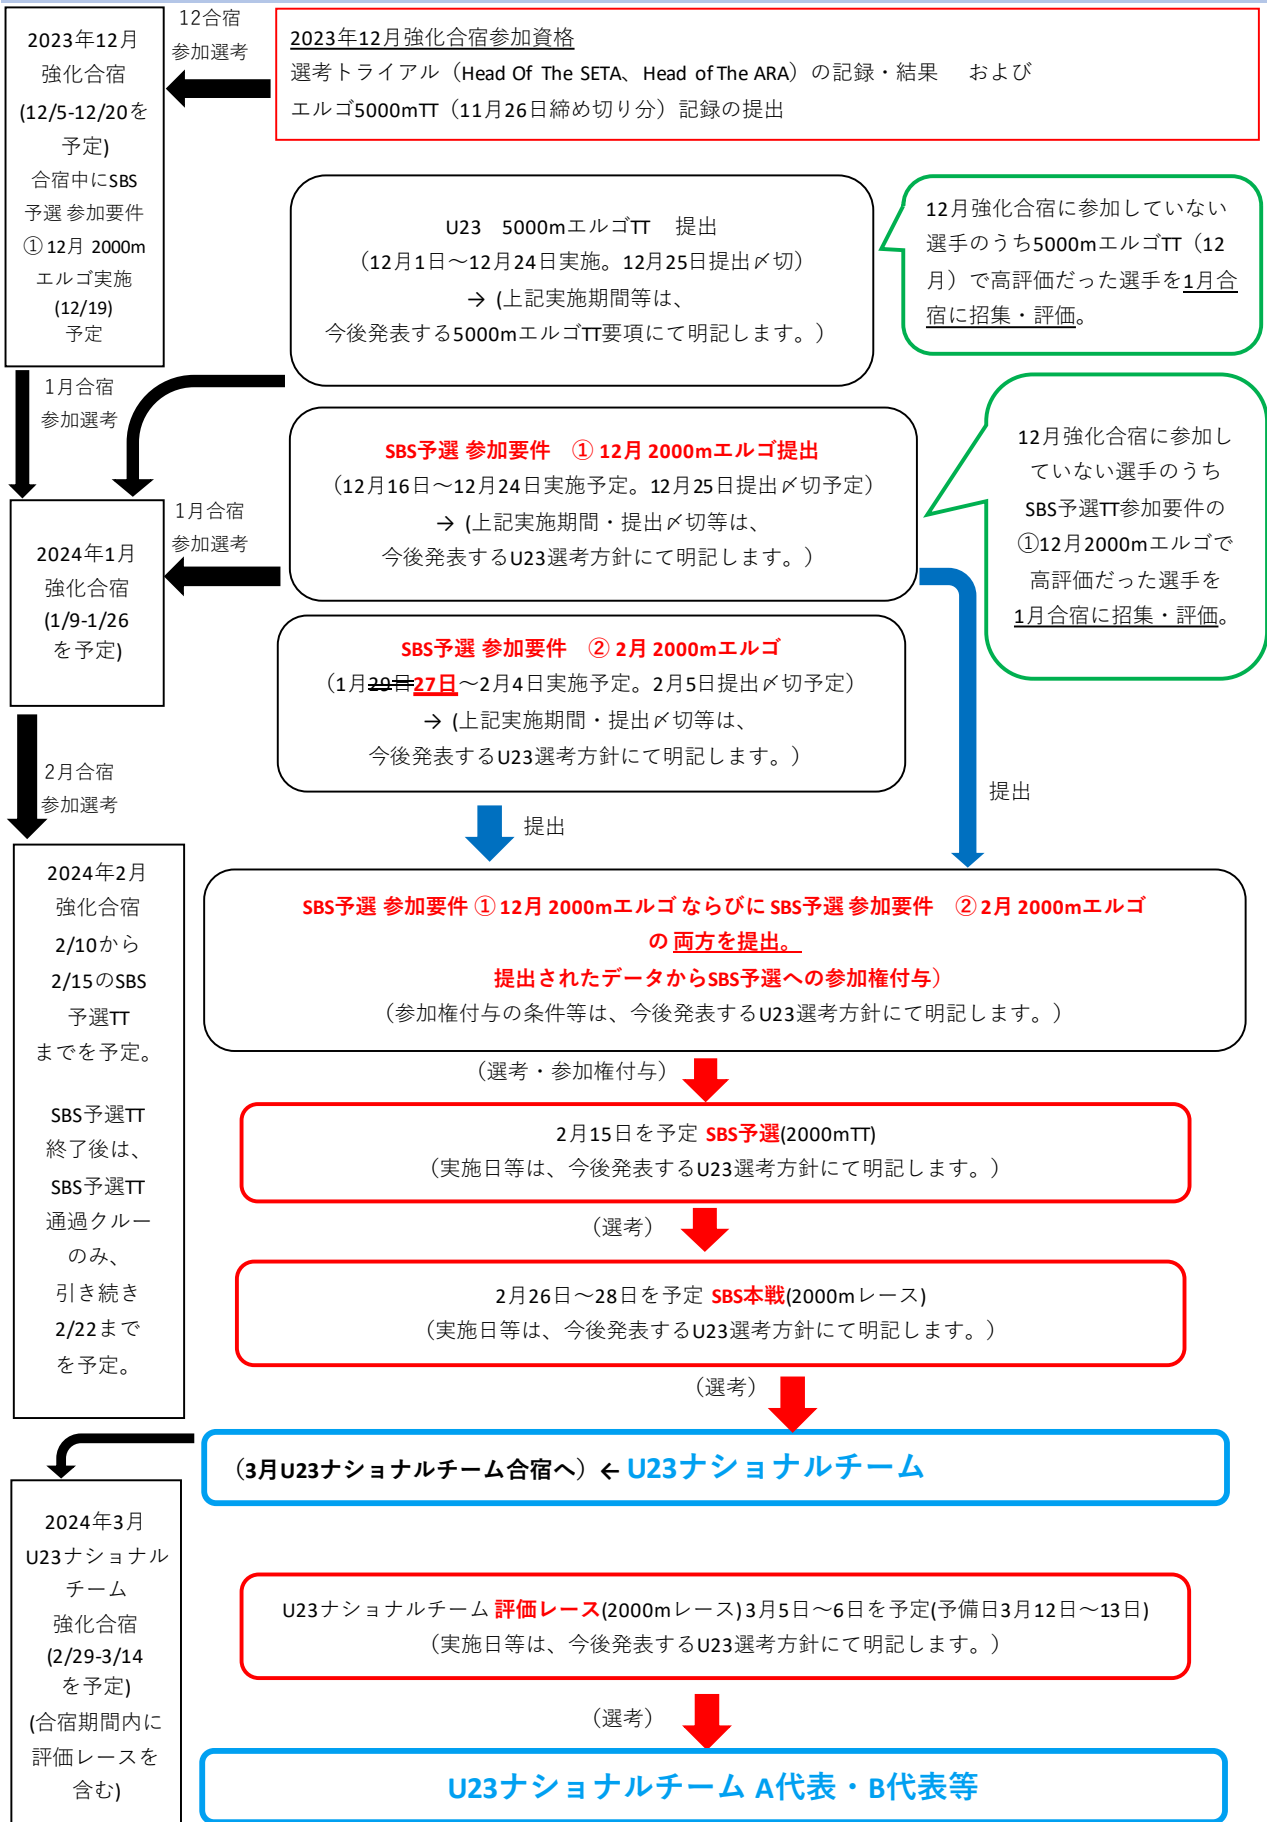 2023年12月
強化合宿
(12/5-12/20を
予定)
合宿中にSBS
予選 参加要件
① 12月 2000m
エルゴ実施
(12/19)
予定
12合宿
参加選考
2023年12月強化合宿参加資格
選考トライアル（Head Of The SETA、Head of The ARA）の記録・結果 および
エルゴ5000mTT（11月26日締め切り分）記録の提出
U23 5000mエルゴTT 提出
（12月1日～12月24日実施。12月25日提出〆切）
→ (上記実施期間等は、
今後発表する5000mエルゴTT要項にて明記します。）
12月強化合宿に参加していない
選手のうち5000mエルゴTT（12
月）で高評価だった選手を1月合
宿に招集・評価。
1月合宿
参加選考
SBS予選 参加要件 ① 12月 2000mエルゴ提出
（12月16日～12月24日実施予定。12月25日提出〆切予定）
→ (上記実施期間・提出〆切等は、
今後発表するU23選考方針にて明記します。）
12月強化合宿に参加し
ていない選手のうち
SBS予選TT参加要件の
①12月2000mエルゴで
高評価だった選手を
1月合宿に招集・評価。
1月合宿
参加選考
2024年1月
強化合宿
(1/9-1/26
を予定)
SBS予選 参加要件 ② 2月 2000mエルゴ
（1月29日27日～2月4日実施予定。2月5日提出〆切予定）
→ (上記実施期間・提出〆切等は、
今後発表するU23選考方針にて明記します。）
2月合宿
参加選考
提出
提出
2024年2月
強化合宿
2/10から
2/15のSBS
予選TT
までを予定。
SBS予選TT
終了後は、
SBS予選TT
通過クルー
のみ、
引き続き
2/22まで
を予定。
SBS予選 参加要件 ① 12月 2000mエルゴ ならびに SBS予選 参加要件 ② 2月 2000mエルゴ
の 両方を提出。
提出されたデータからSBS予選への参加権付与）
（参加権付与の条件等は、今後発表するU23選考方針にて明記します。）
（選考・参加権付与）
2月15日を予定 SBS予選(2000mTT)
（実施日等は、今後発表するU23選考方針にて明記します。）
（選考）
2月26日～28日を予定 SBS本戦(2000mレース)
（実施日等は、今後発表するU23選考方針にて明記します。）
（選考）
（3月U23ナショナルチーム合宿へ）← U23ナショナルチーム
2024年3月
U23ナショナル
チーム
強化合宿
(2/29-3/14
を予定)
(合宿期間内に
評価レースを
含む)
U23ナショナルチーム 評価レース(2000mレース) 3月5日～6日を予定(予備日3月12日～13日)
（実施日等は、今後発表するU23選考方針にて明記します。）
（選考）
U23ナショナルチーム A代表・B代表等